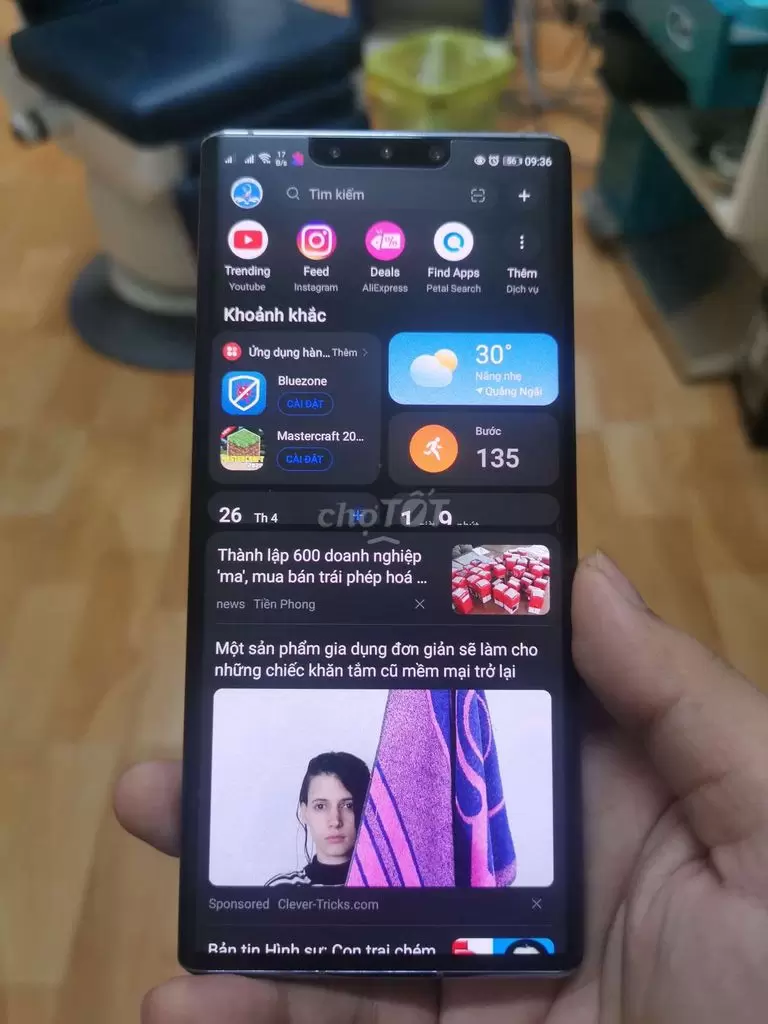 17
B/s
86
09:36
Tìm kiếm
Trending
Youtube
Feed
Instagram
Deals
AliExpress
Find Apps
Petal Search
Thêm
Dịch vụ
Khoảnh khắc
Ứng dụng hàn... Thêm
Bluezone
CÀI ĐẶT
Mastercraft 20...
CÀI ĐẶT
30°
Nắng nhẹ
Quảng Ngãi
Bước
135
26 Th 4
chợTỐT
Thành lập 600 doanh nghiệp
'ma', mua bán trái phép hoá ...
news Tiền Phong
Một sản phẩm gia dụng đơn giản sẽ làm cho
những chiếc khăn tắm cũ mềm mại trở lại
Sponsored Clever-Tricks.com
Bản tin Hình sự: Con trai chém